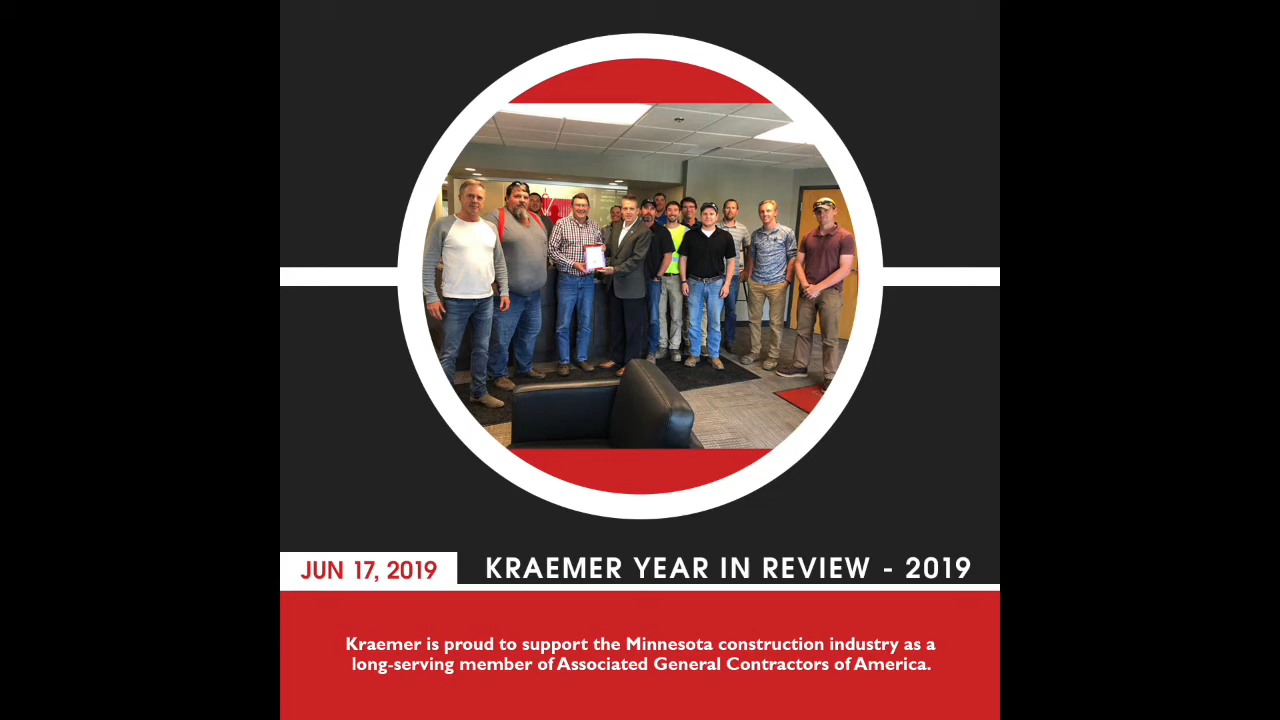 JUN 17, 2019
KRAEMER YEAR IN REVIEW - 2019
Kraemer is proud to support the Minnesota construction industry as a
long-serving member of Associated General Contractors of America.